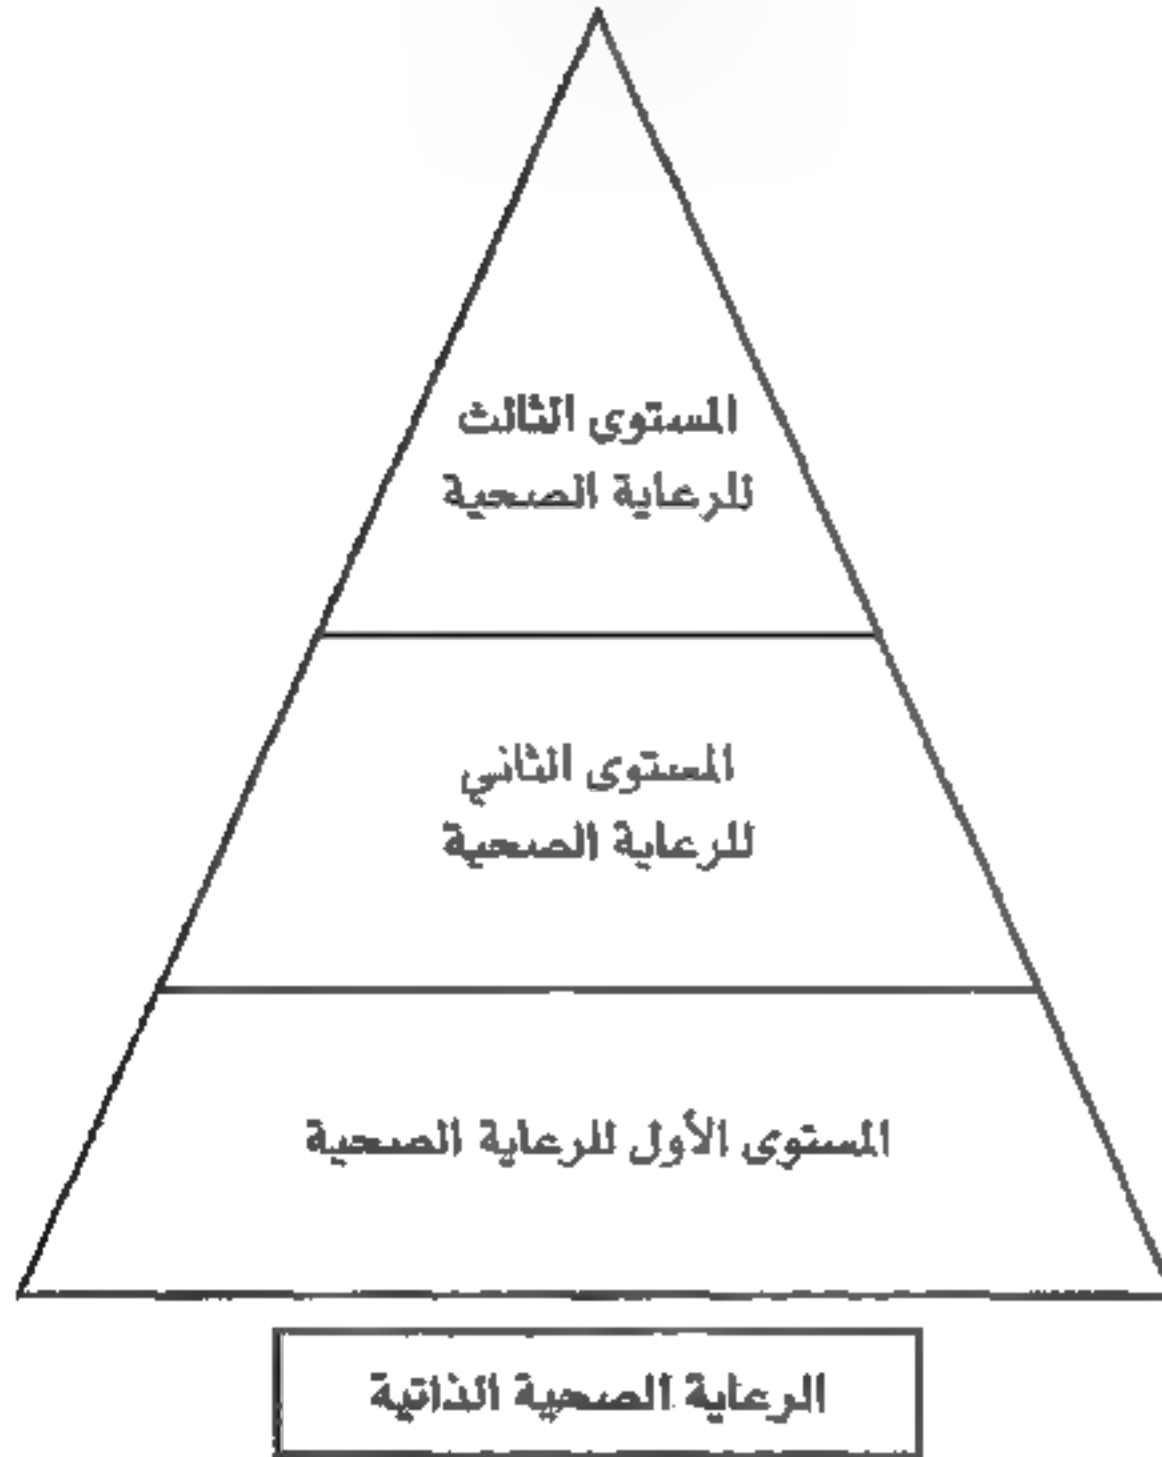 المستوى الثالث
للرعاية الصحية
المستوى الثاني
للرعاية الصحية
المستوى الأول للرعاية الصحية
الرعاية الصحية الذاتية